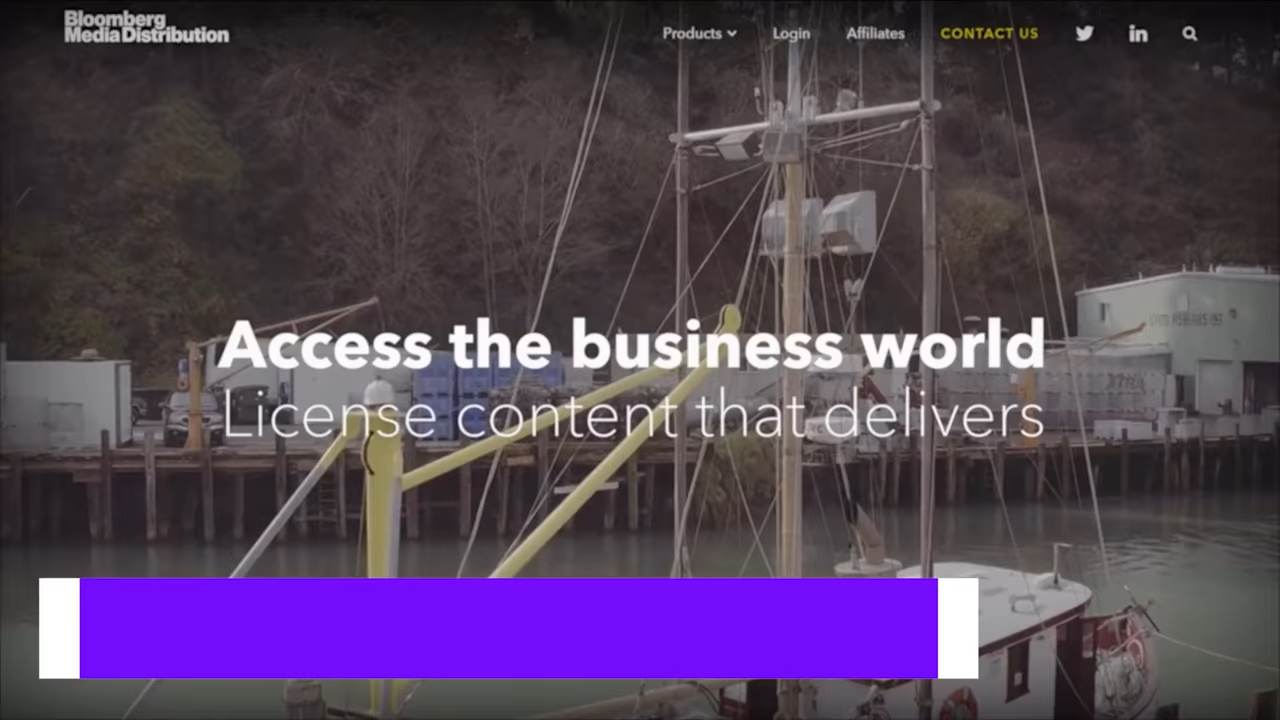 Bloomberg
Media Distribution
Products
Login
Affiliates
CONTACT US
Access the business world
License content that delivers